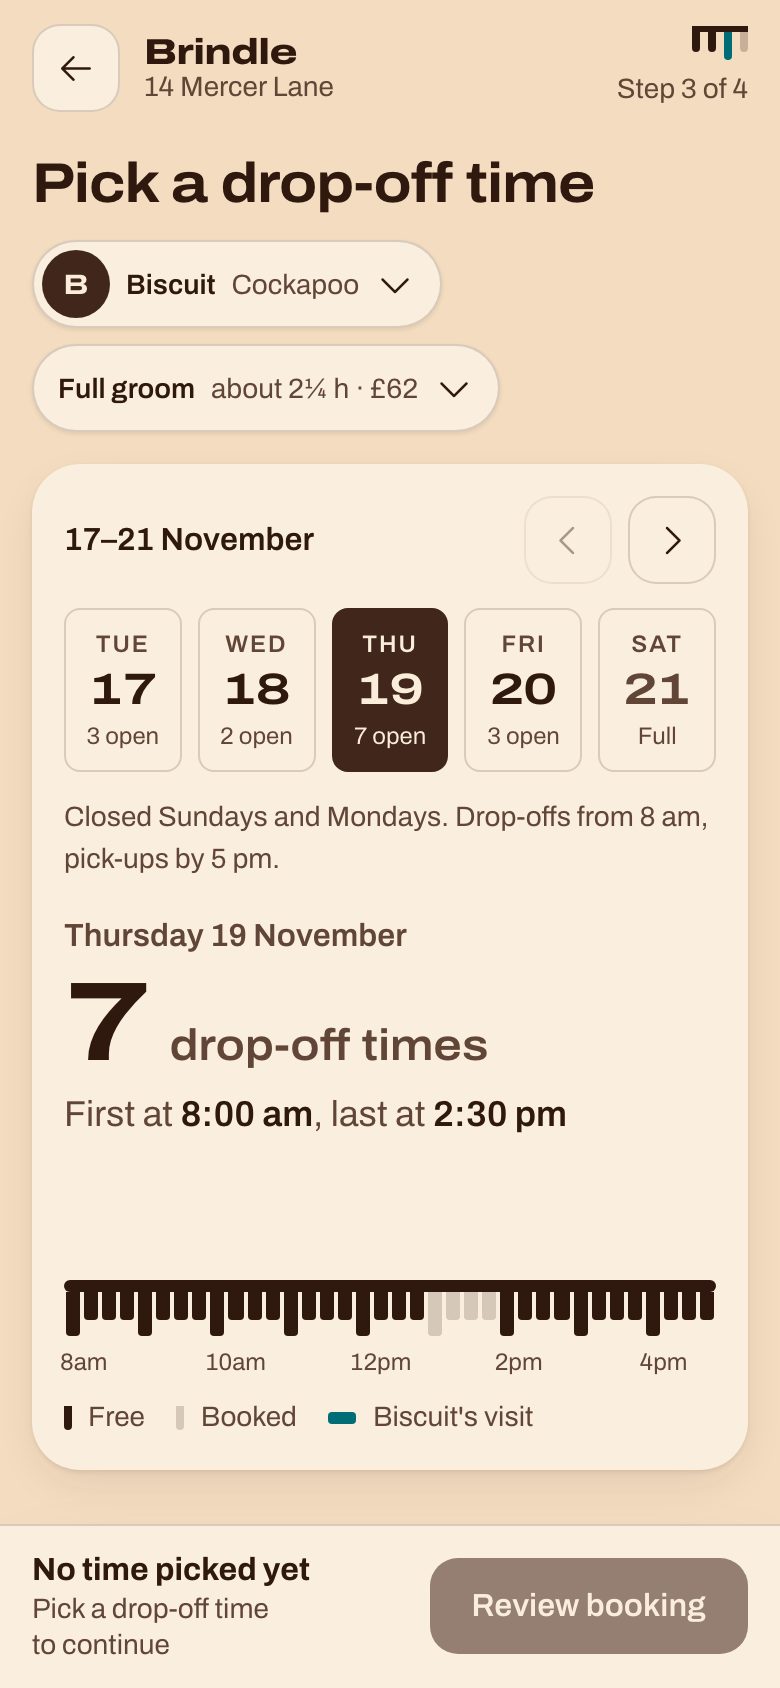 Brindle
14 Mercer Lane
Step 3 of 4
Pick a drop-off time
B Biscuit Cockapoo
Full groom about 2¼ h · £62
17–21 November
TUE WED THU FRI SAT
17 18 19 20 21
3 open 2 open 7 open 3 open Full
Closed Sundays and Mondays. Drop-offs from 8 am,
pick-ups by 5 pm.
Thursday 19 November
7 drop-off times
First at 8:00 am, last at 2:30 pm
8am 10am 12pm 2pm 4pm
Free Booked Biscuit's visit
No time picked yet
Pick a drop-off time
to continue
Review booking